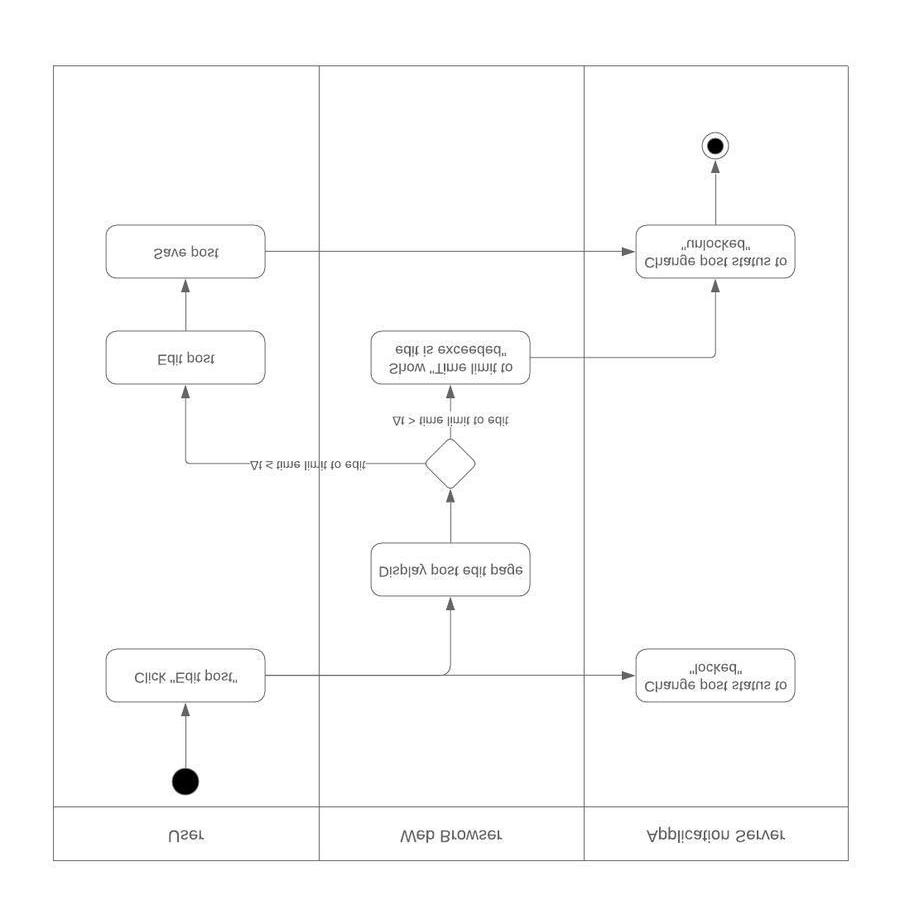 User
Web Browser
Application Server
Click "Edit post"
Change post status to
"locked"
Display post edit page
Δt ≤ time limit to edit
Δt > time limit to edit
Edit post
Show "Time limit to
edit is exceeded"
Save post
Change post status to
"unlocked"